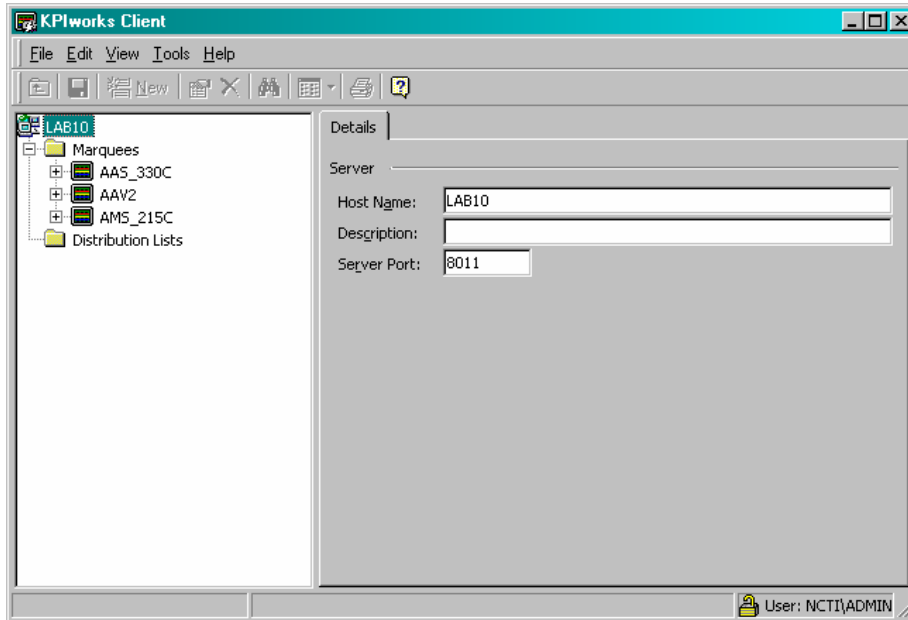 KPIworks Client
File Edit View Tools Help
New
LAB10
Marquees
AAS_330C
AAV2
AMS_215C
Distribution Lists
Details
Server
Host Name: LAB10
Description:
Server Port: 8011
User: NCTI\ADMIN